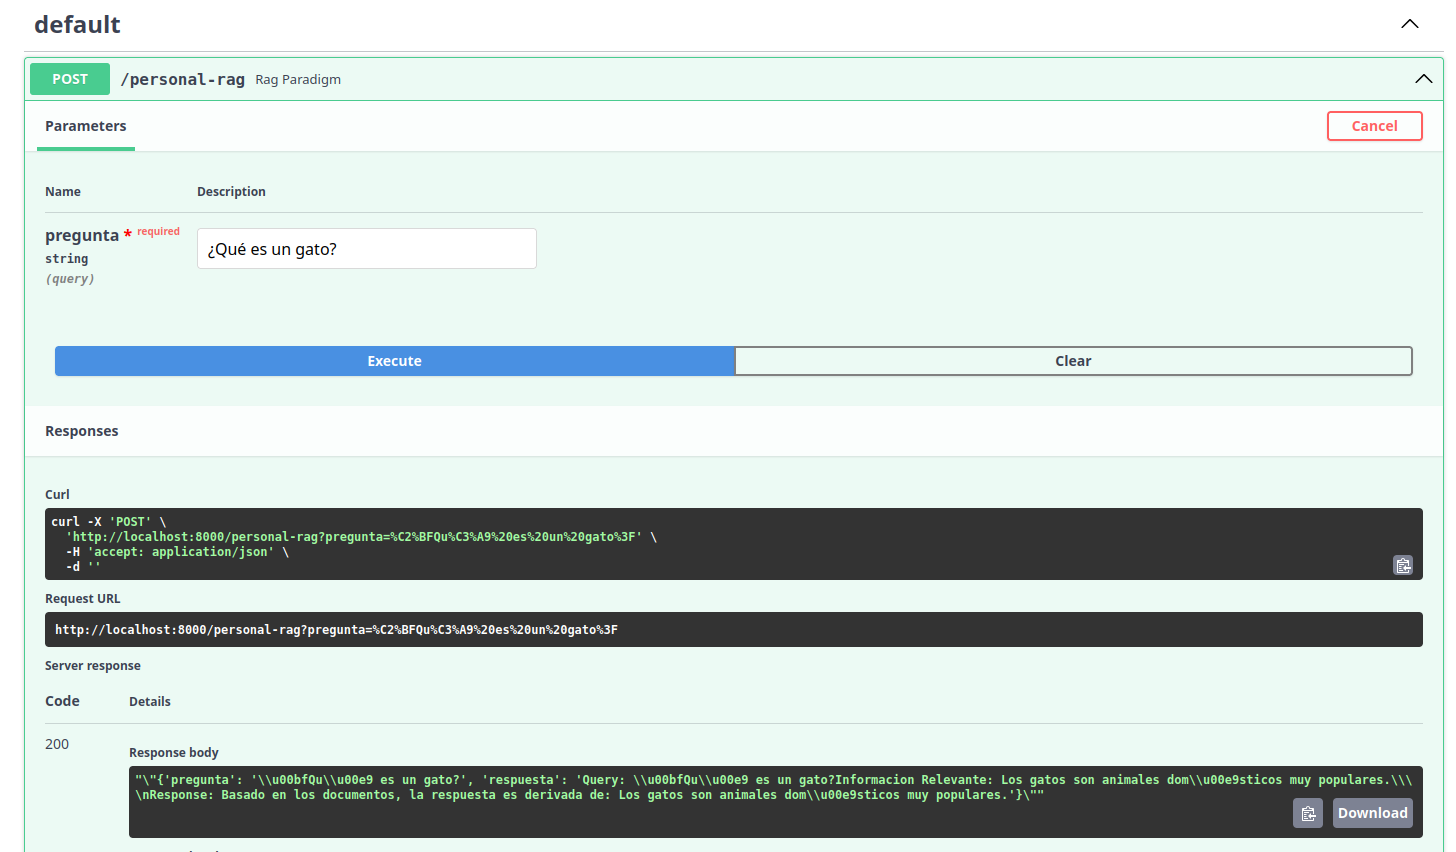 default
POST /personal-rag Rag Paradigm
Parameters
Cancel
Name Description
pregunta * required
string
(query)
¿Qué es un gato?
Execute Clear
Responses
Curl
curl -X 'POST' \
  'http://localhost:8000/personal-rag?pregunta=%C2%BFQu%C3%A9%20es%20un%20gato%3F' \
  -H 'accept: application/json' \
  -d ''
Request URL
http://localhost:8000/personal-rag?pregunta=%C2%BFQu%C3%A9%20es%20un%20gato%3F
Server response
Code Details
200
Response body
"\"{'pregunta': '\\u00bfQu\\u00e9 es un gato?', 'respuesta': 'Query: \\u00bfQu\\u00e9 es un gato?Informacion Relevante: Los gatos son animales dom\\u00e9sticos muy populares.\\\
\nResponse: Basado en los documentos, la respuesta es derivada de: Los gatos son animales dom\\u00e9sticos muy populares.'}\""
Download